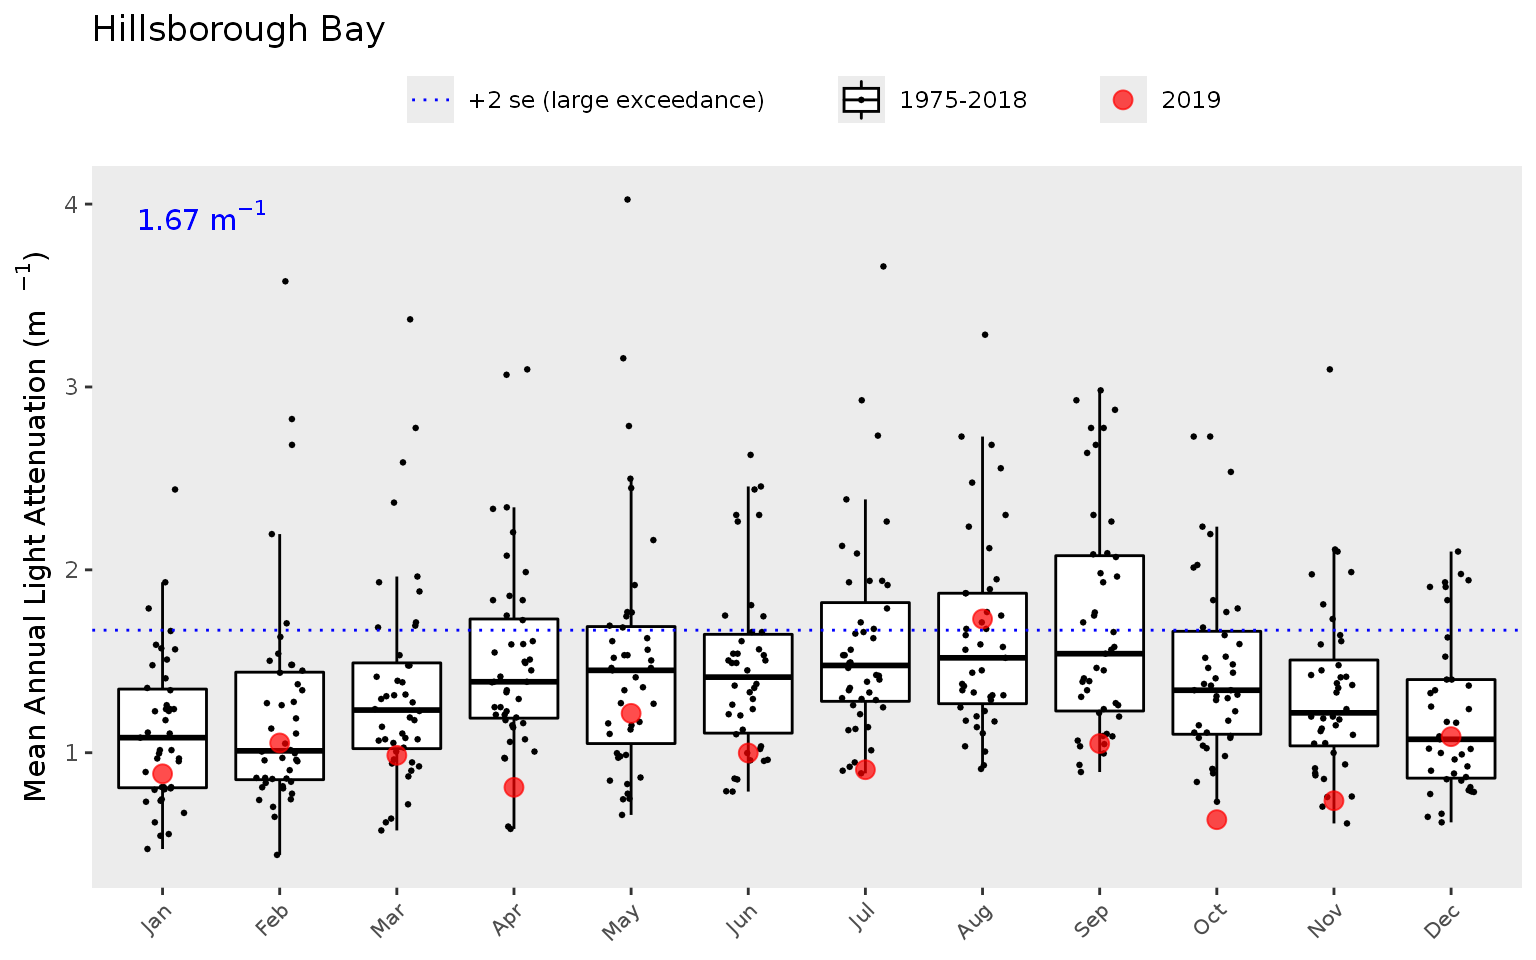 Hillsborough Bay
+2 se (large exceedance) 1975-2018 2019
Mean Annual Light Attenuation (m ⁻¹)
4
3
2
1
1.67 m⁻¹
Jan Feb Mar Apr May Jun Jul Aug Sep Oct Nov Dec